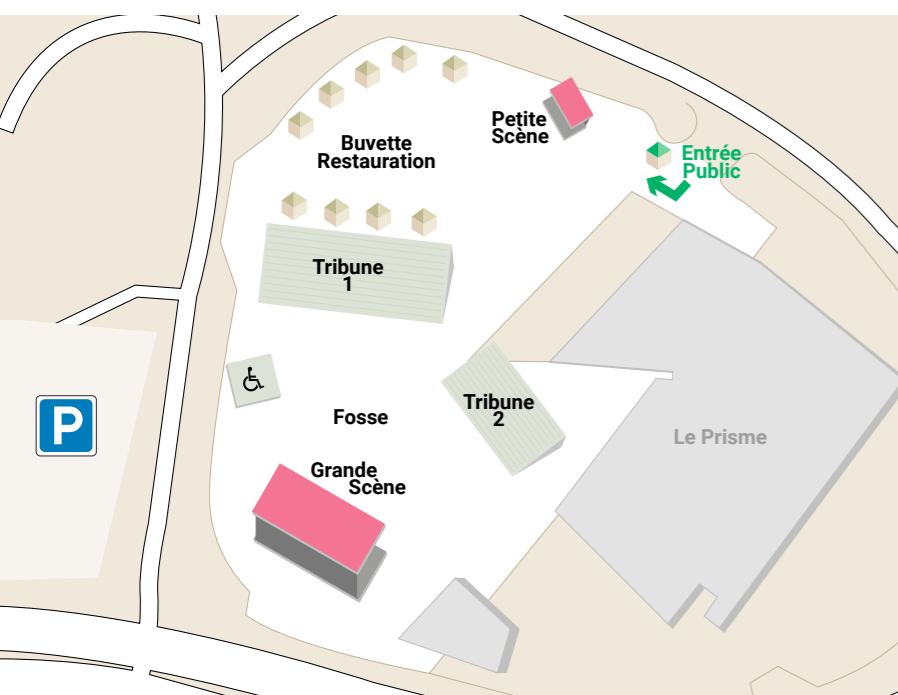 Petite
Scène
Buvette
Restauration
Entrée
Public
Tribune
1
Tribune
2
Fosse
P
Le Prisme
Grande
Scène